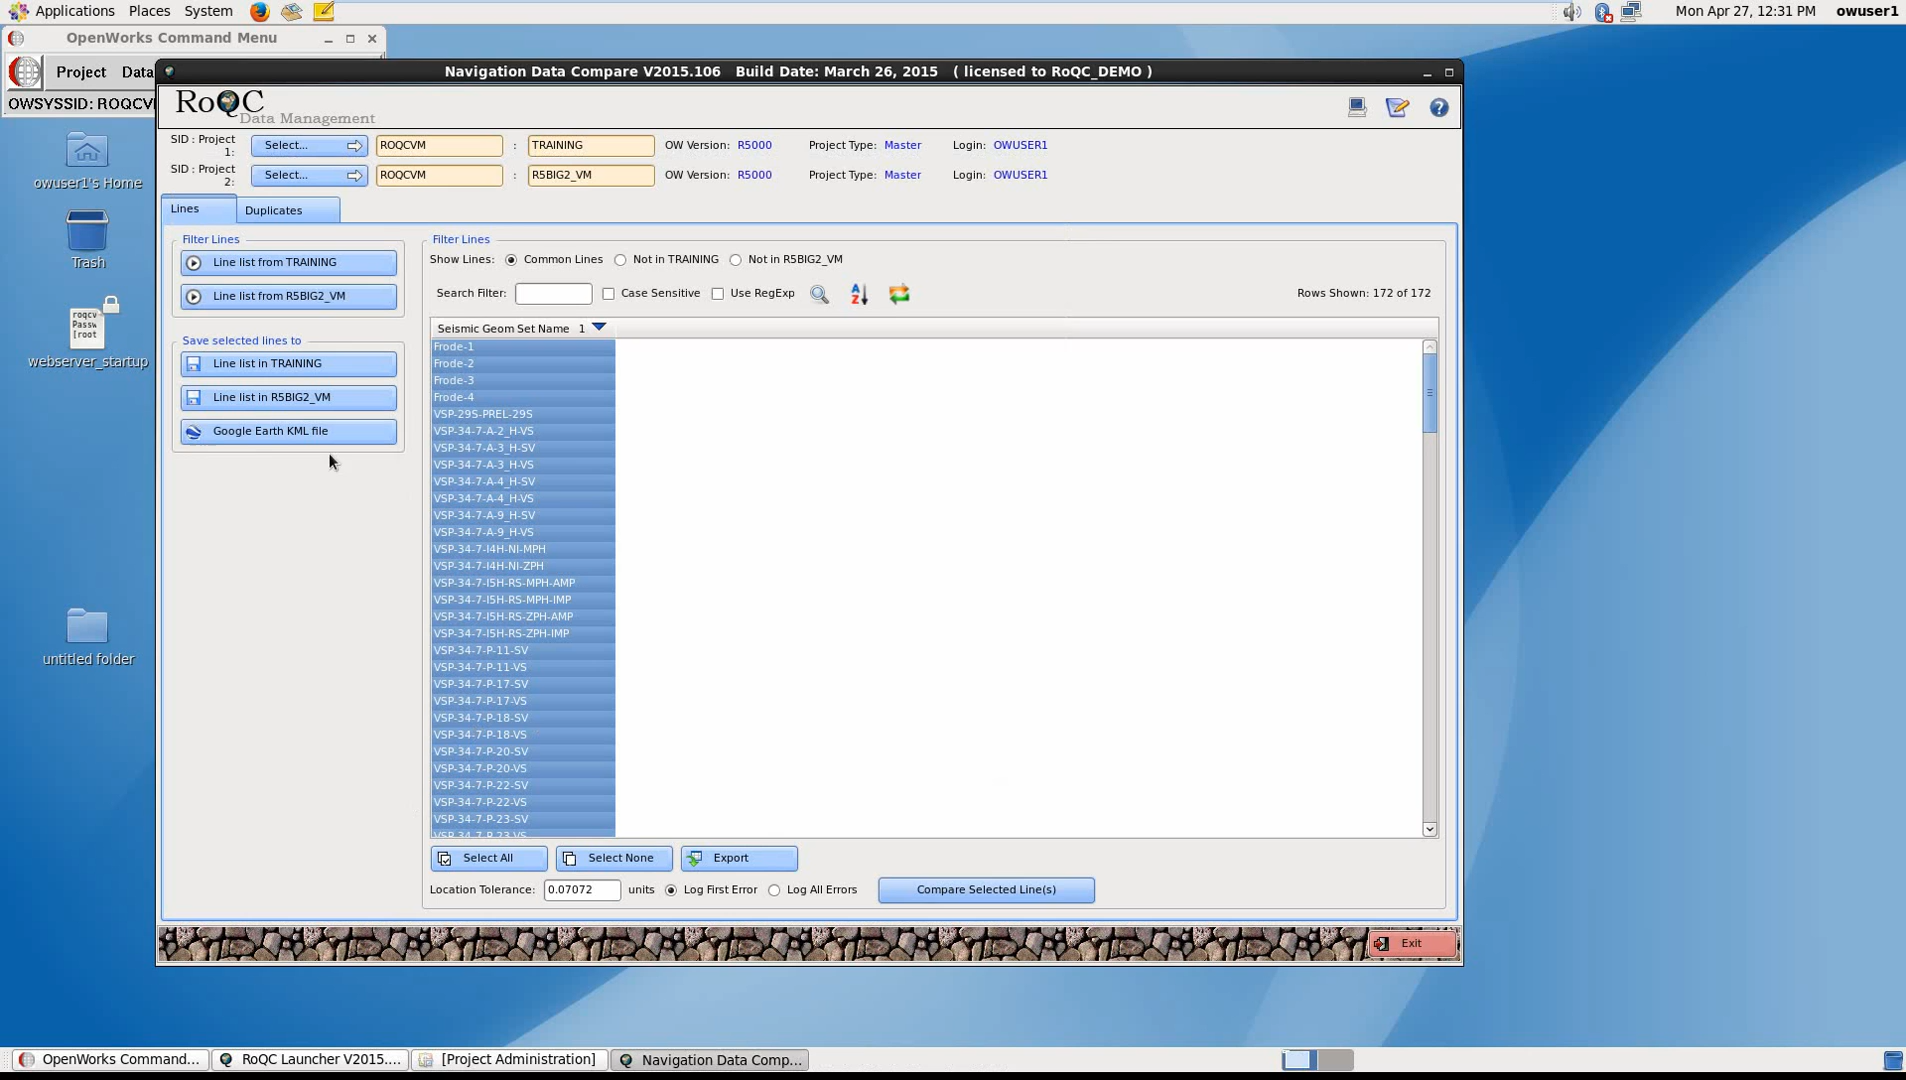 Applications Places System
Mon Apr 27, 12:31 PM owuser1
OpenWorks Command Menu
Project Data
OWSYSSID: ROQCV
owuser1's Home
Trash
roqcv
Passw
[root
webserver_startup
untitled folder
Navigation Data Compare V2015.106 Build Date: March 26, 2015 ( licensed to RoQC_DEMO )
RoQC
Data Management
SID : Project 1: Select... ROQCVM : TRAINING OW Version: R5000 Project Type: Master Login: OWUSER1
SID : Project 2: Select... ROQCVM : R5BIG2_VM OW Version: R5000 Project Type: Master Login: OWUSER1
Lines Duplicates
Filter Lines
Line list from TRAINING
Line list from R5BIG2_VM
Save selected lines to
Line list in TRAINING
Line list in R5BIG2_VM
Google Earth KML file
Filter Lines
Show Lines: Common Lines Not in TRAINING Not in R5BIG2_VM
Search Filter: Case Sensitive Use RegExp Rows Shown: 172 of 172
Seismic Geom Set Name 1
Frode-1
Frode-2
Frode-3
Frode-4
VSP-29S-PREL-29S
VSP-34-7-A-2_H-VS
VSP-34-7-A-3_H-SV
VSP-34-7-A-3_H-VS
VSP-34-7-A-4_H-SV
VSP-34-7-A-4_H-VS
VSP-34-7-A-9_H-SV
VSP-34-7-A-9_H-VS
VSP-34-7-I4H-NI-MPH
VSP-34-7-I4H-NI-ZPH
VSP-34-7-I5H-RS-MPH-AMP
VSP-34-7-I5H-RS-MPH-IMP
VSP-34-7-I5H-RS-ZPH-AMP
VSP-34-7-I5H-RS-ZPH-IMP
VSP-34-7-P-11-SV
VSP-34-7-P-11-VS
VSP-34-7-P-17-SV
VSP-34-7-P-17-VS
VSP-34-7-P-18-SV
VSP-34-7-P-18-VS
VSP-34-7-P-20-SV
VSP-34-7-P-20-VS
VSP-34-7-P-22-SV
VSP-34-7-P-22-VS
VSP-34-7-P-23-SV
VSP-34-7-P-23-VS
Select All Select None Export
Location Tolerance: 0.07072 units Log First Error Log All Errors Compare Selected Line(s)
Exit
OpenWorks Command... RoQC Launcher V2015.... [Project Administration] Navigation Data Comp...